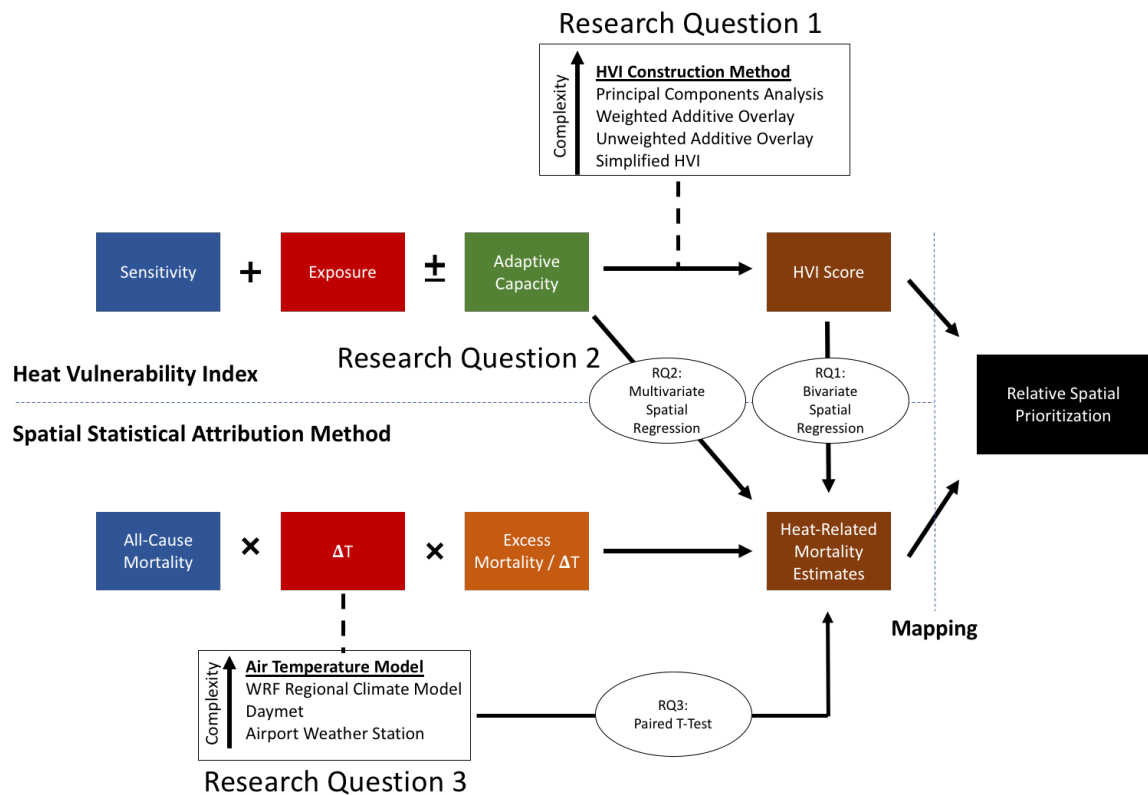 Research Question 1
Complexity
HVI Construction Method
Principal Components Analysis
Weighted Additive Overlay
Unweighted Additive Overlay
Simplified HVI
Sensitivity
+
Exposure
±
Adaptive
Capacity
HVI Score
Research Question 2
Heat Vulnerability Index
RQ2:
Multivariate
Spatial
Regression
RQ1:
Bivariate
Spatial
Regression
Relative Spatial
Prioritization
Spatial Statistical Attribution Method
All-Cause
Mortality
×
ΔT
×
Excess
Mortality / ΔT
Heat-Related
Mortality
Estimates
Mapping
Complexity
Air Temperature Model
WRF Regional Climate Model
Daymet
Airport Weather Station
RQ3:
Paired T-Test
Research Question 3